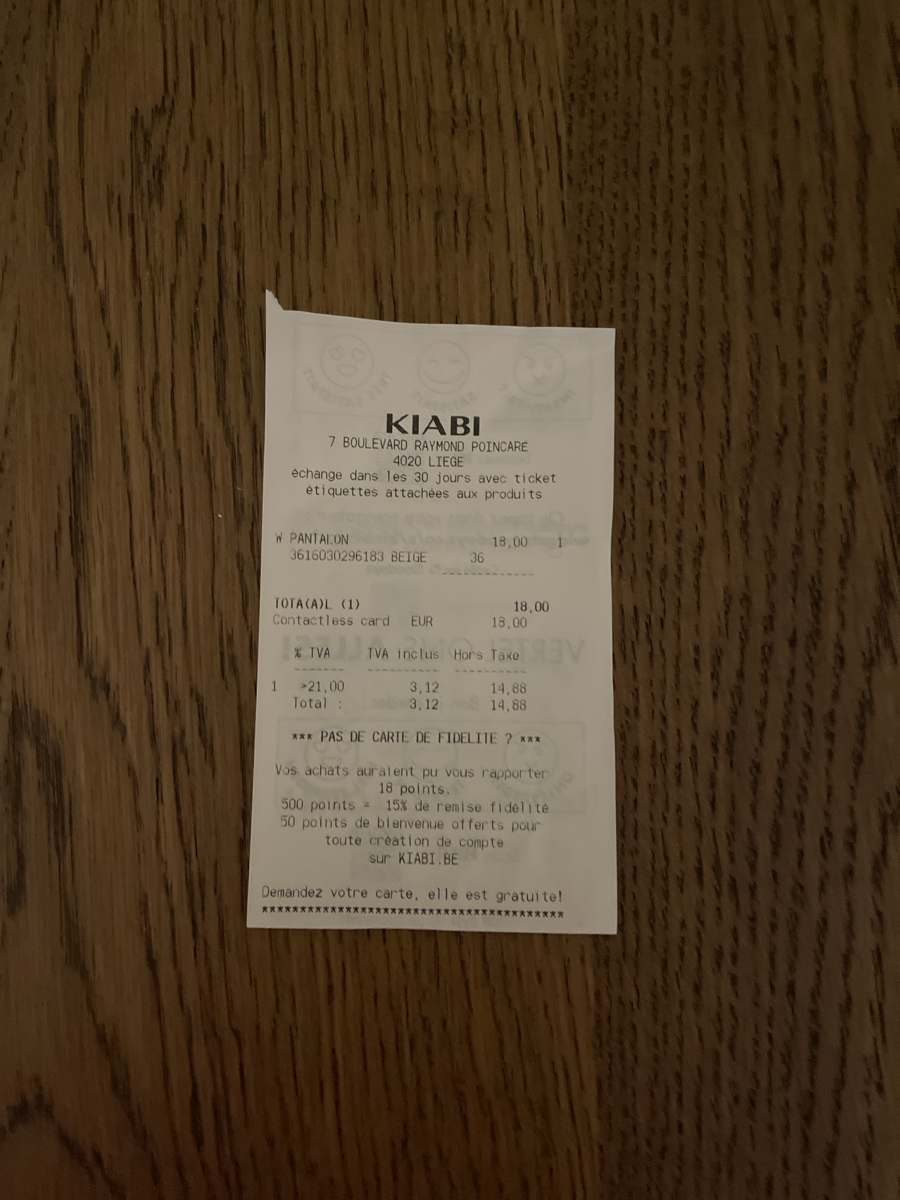 KIABI
7 BOULEVARD RAYMOND POINCARÉ
4020 LIEGE
échange dans les 30 jours avec ticket
étiquettes attachées aux produits
W PANTALON 18,00 1
3616030296183 BEIGE 36
TOTA(A)L (1) 18,00
Contactless card EUR 18,00
% TVA TVA inclus Hors Taxe
1 >21,00 3,12 14,88
Total : 3,12 14,88
*** PAS DE CARTE DE FIDELITE ? ***
Vos achats auraient pu vous rapporter
18 points.
500 points = 15% de remise fidélité
50 points de bienvenue offerts pour
toute création de compte
sur KIABI.BE
Demandez votre carte, elle est gratuite!
****************************************